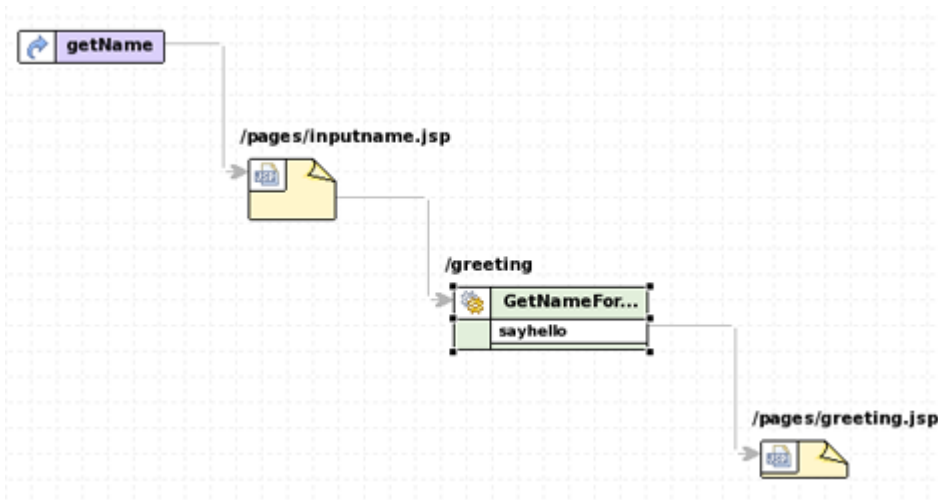 getName
/pages/inputname.jsp
/greeting
GetNameFor...
sayhello
/pages/greeting.jsp